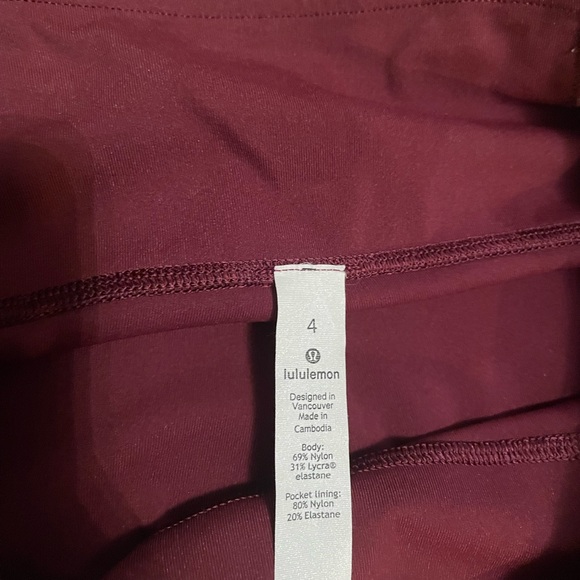 4
lululemon
Designed in
Vancouver
Made in
Cambodia
Body:
69% Nylon
31% Lycra®
elastane
Pocket lining:
80% Nylon
20% Elastane